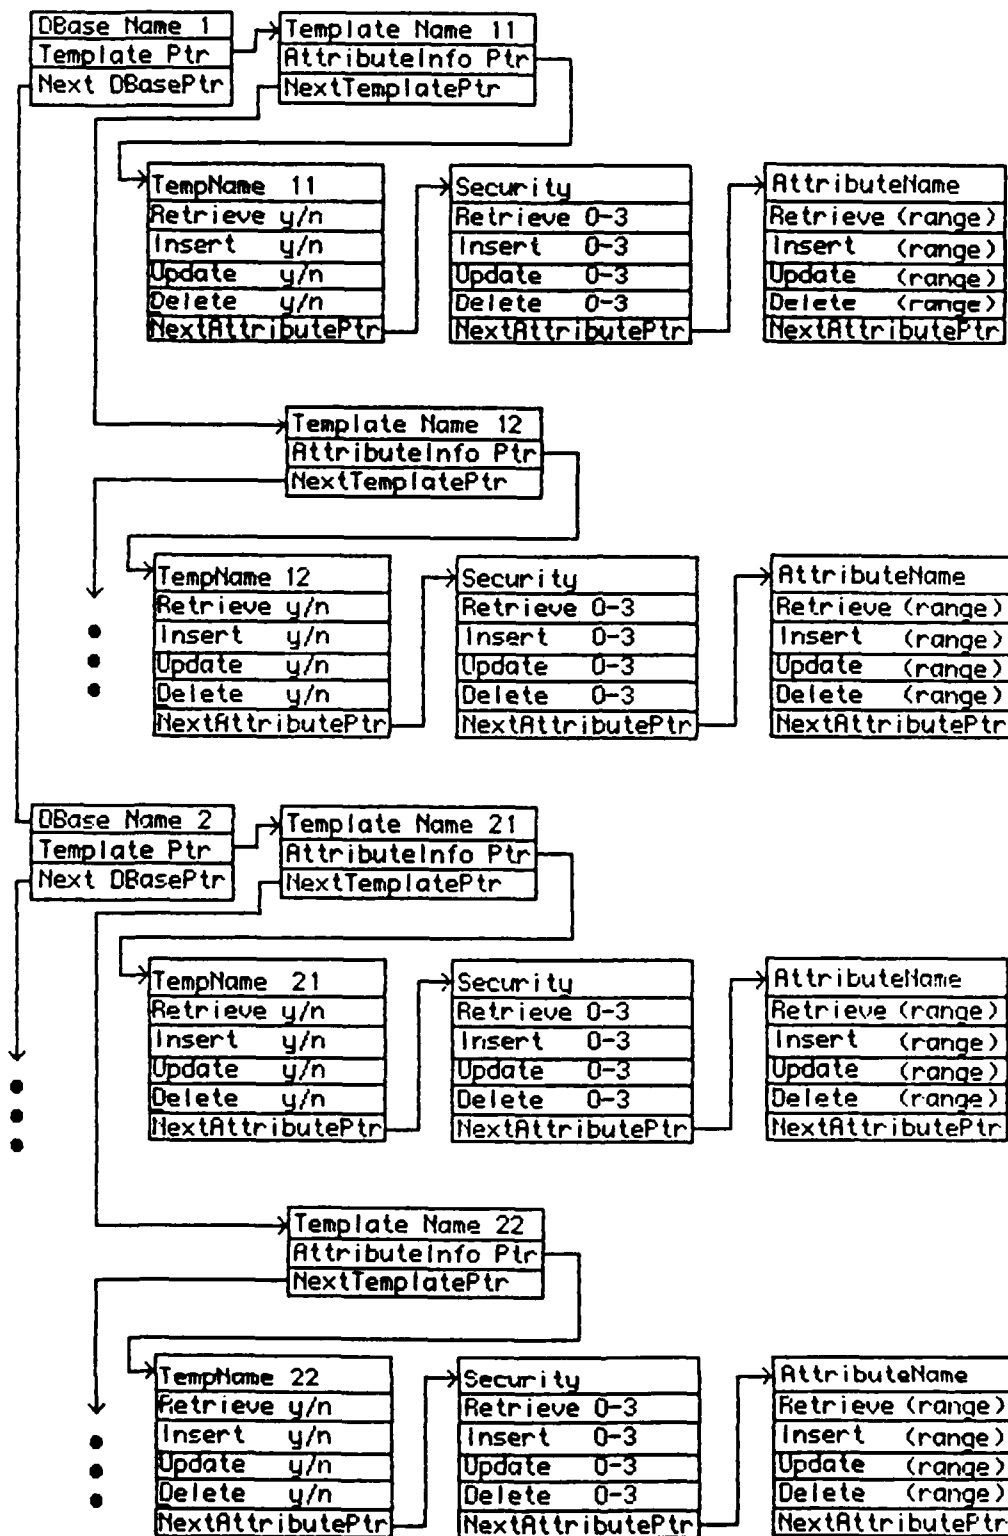 DBase Name 1
Template Ptr
Next DBasePtr
Template Name 11
AttributeInfo Ptr
NextTemplatePtr
TempName 11
Retrieve y/n
Insert y/n
Update y/n
Delete y/n
NextAttributePtr
Security
Retrieve 0-3
Insert 0-3
Update 0-3
Delete 0-3
NextAttributePtr
AttributeName
Retrieve (range)
Insert (range)
Update (range)
Delete (range)
NextAttributePtr
Template Name 12
AttributeInfo Ptr
NextTemplatePtr
TempName 12
Retrieve y/n
Insert y/n
Update y/n
Delete y/n
NextAttributePtr
Security
Retrieve 0-3
Insert 0-3
Update 0-3
Delete 0-3
NextAttributePtr
AttributeName
Retrieve (range)
Insert (range)
Update (range)
Delete (range)
NextAttributePtr
DBase Name 2
Template Ptr
Next DBasePtr
Template Name 21
AttributeInfo Ptr
NextTemplatePtr
TempName 21
Retrieve y/n
Insert y/n
Update y/n
Delete y/n
NextAttributePtr
Security
Retrieve 0-3
Insert 0-3
Update 0-3
Delete 0-3
NextAttributePtr
AttributeName
Retrieve (range)
Insert (range)
Update (range)
Delete (range)
NextAttributePtr
Template Name 22
AttributeInfo Ptr
NextTemplatePtr
TempName 22
Retrieve y/n
Insert y/n
Update y/n
Delete y/n
NextAttributePtr
Security
Retrieve 0-3
Insert 0-3
Update 0-3
Delete 0-3
NextAttributePtr
AttributeName
Retrieve (range)
Insert (range)
Update (range)
Delete (range)
NextAttributePtr